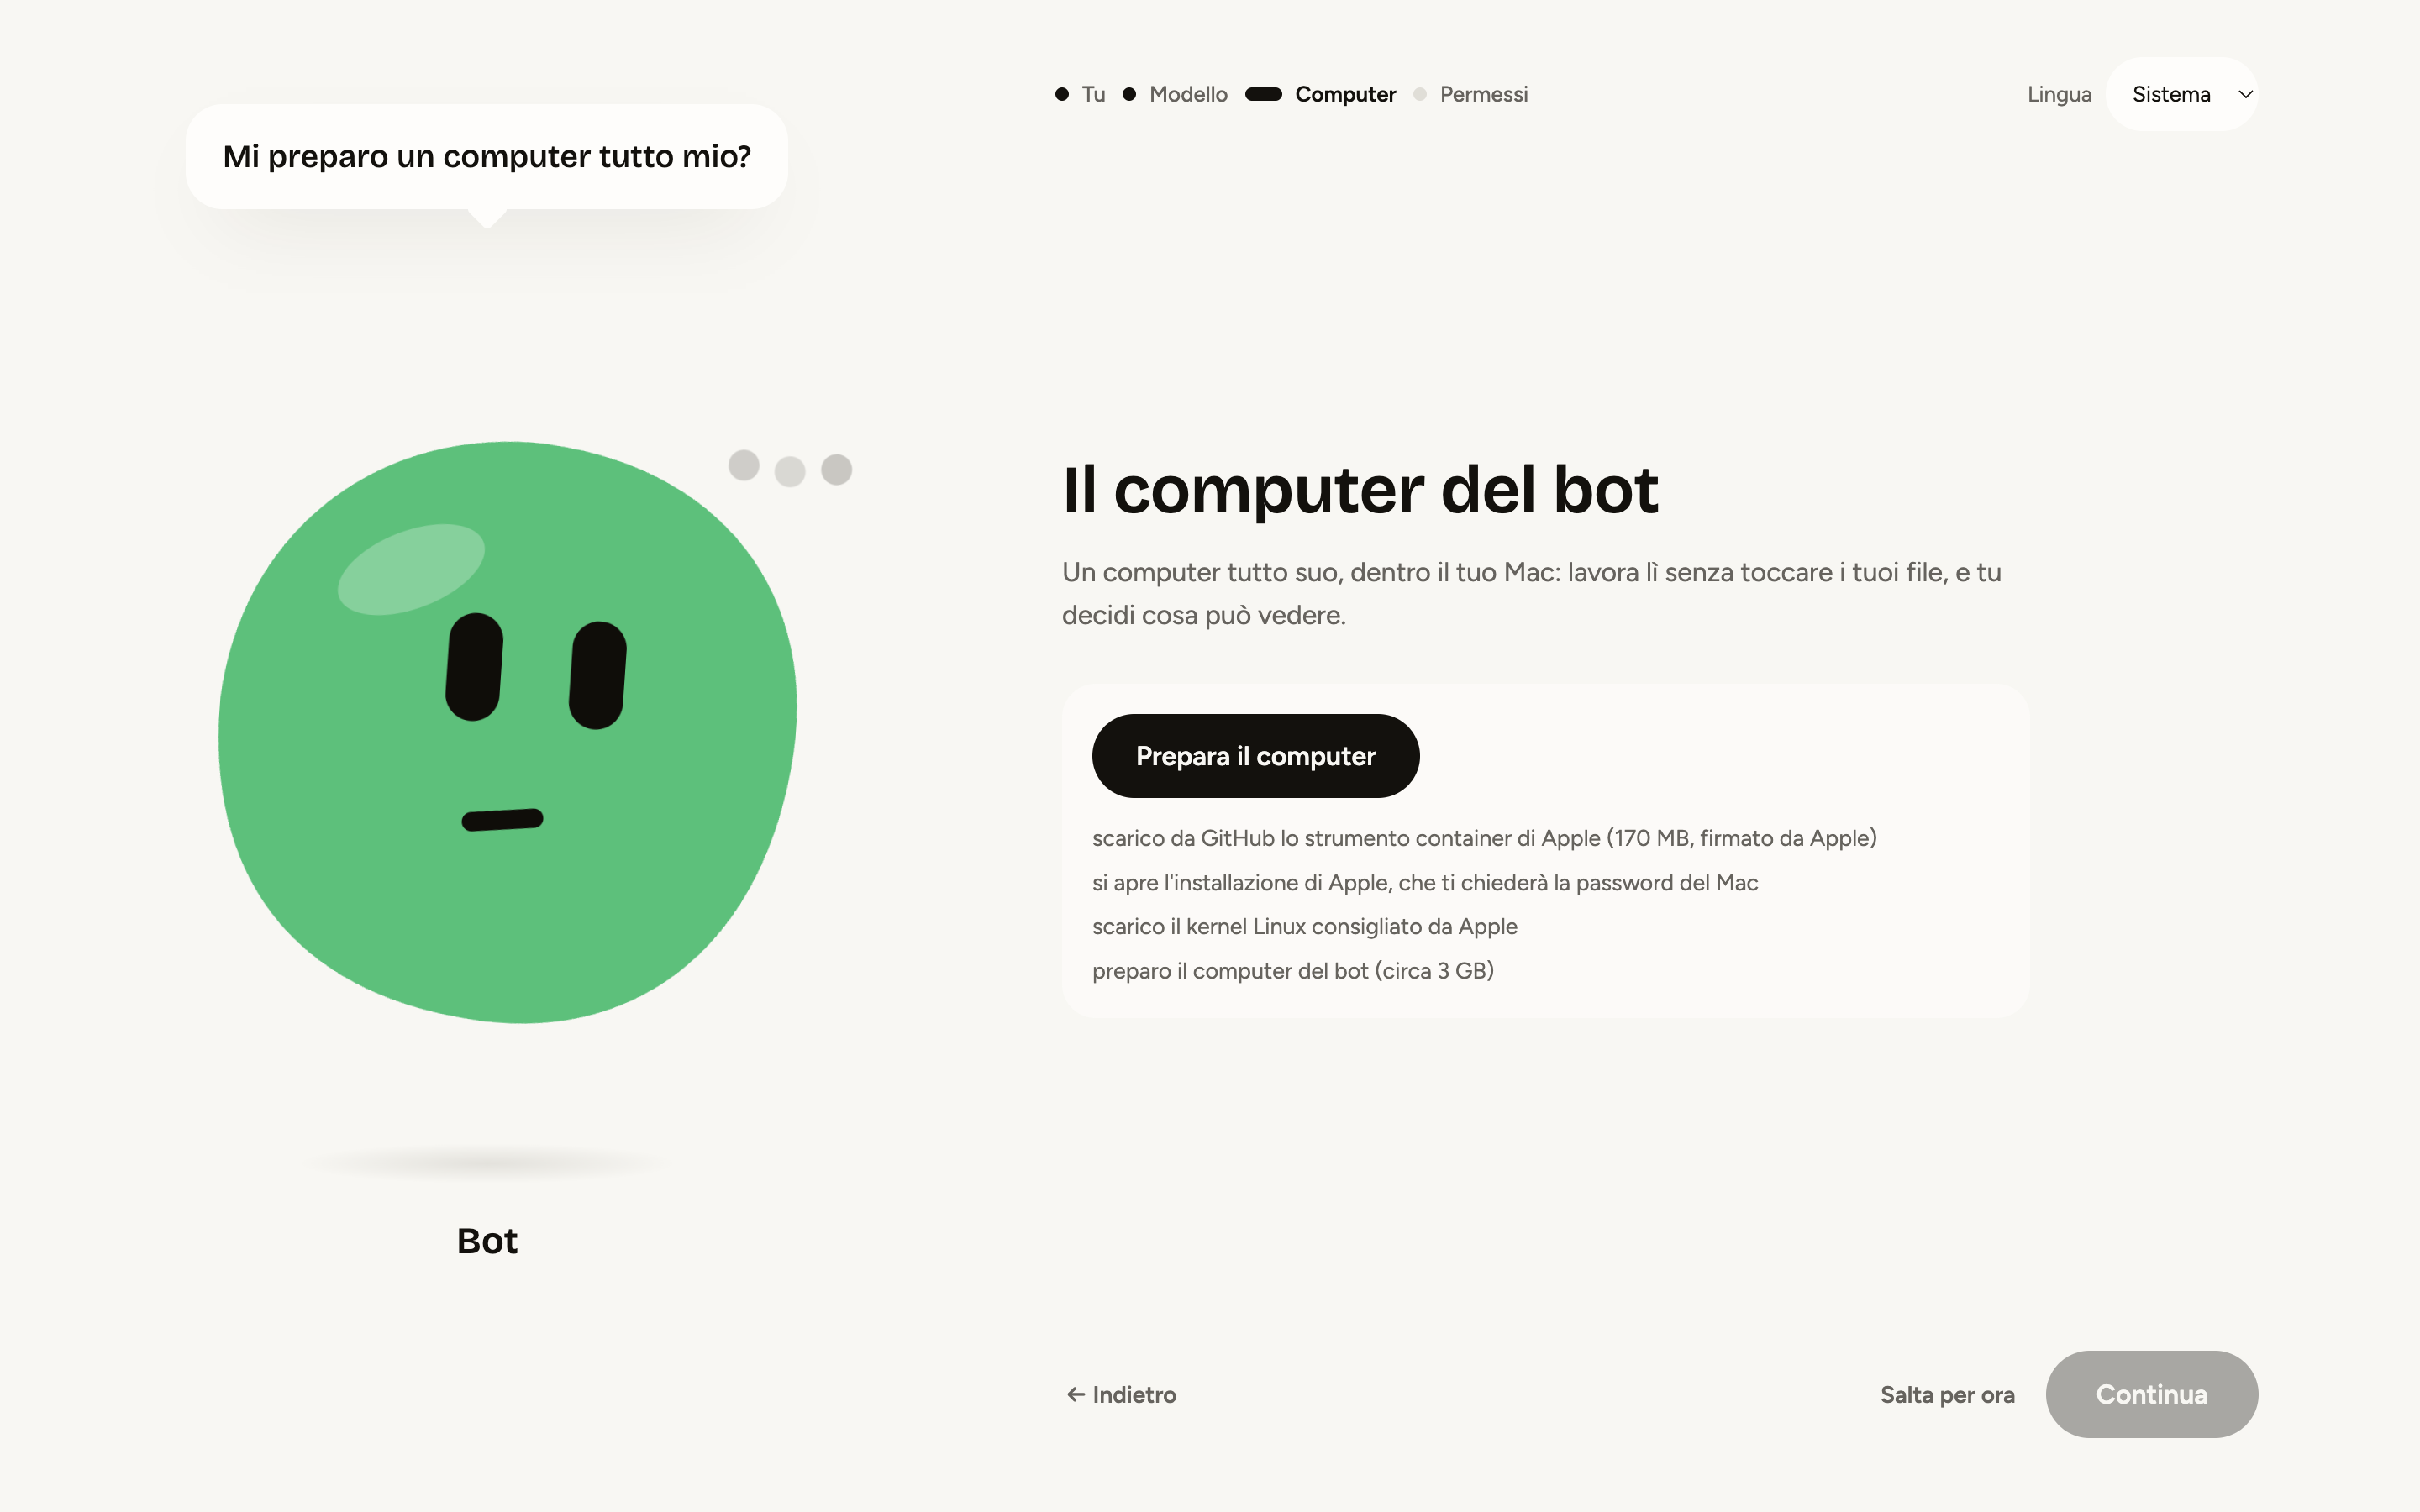 Tu Modello Computer Permessi
Lingua Sistema
Mi preparo un computer tutto mio?
Il computer del bot
Un computer tutto suo, dentro il tuo Mac: lavora lì senza toccare i tuoi file, e tu
decidi cosa può vedere.
Prepara il computer
scarico da GitHub lo strumento container di Apple (170 MB, firmato da Apple)
si apre l'installazione di Apple, che ti chiederà la password del Mac
scarico il kernel Linux consigliato da Apple
preparo il computer del bot (circa 3 GB)
Bot
← Indietro
Salta per ora
Continua